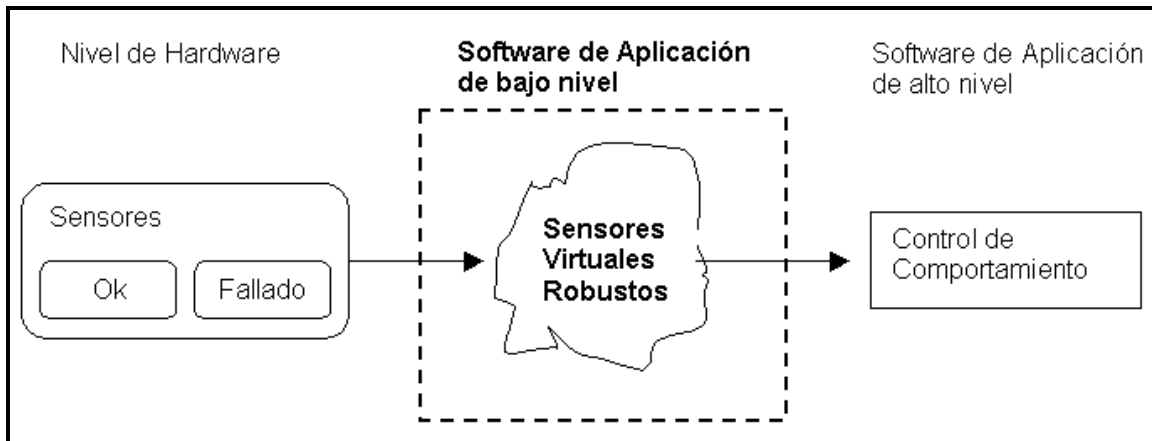 Nivel de Hardware
Software de Aplicación
de bajo nivel
Software de Aplicación
de alto nivel
Sensores
Ok
Fallado
Sensores
Virtuales
Robustos
Control de
Comportamiento